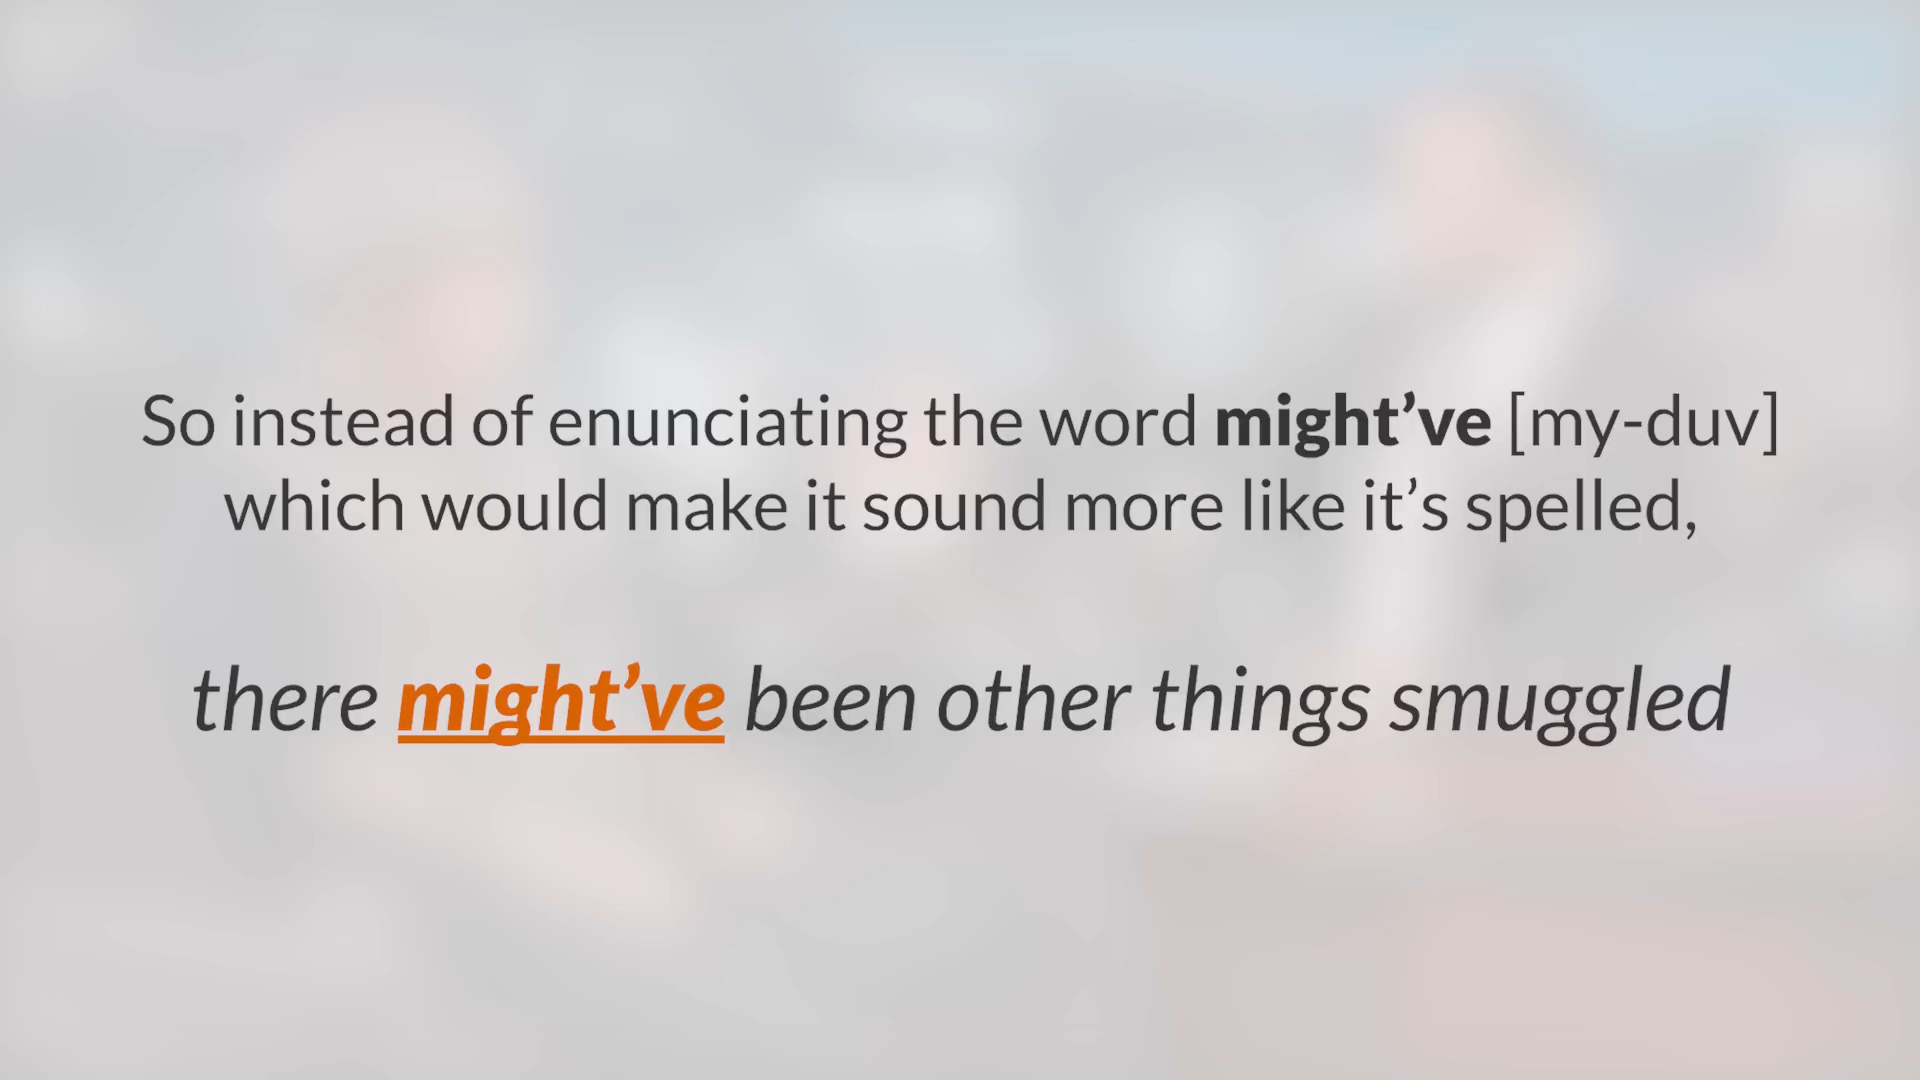 So instead of enunciating the word might’ve [my-duv]
which would make it sound more like it’s spelled,
there might’ve been other things smuggled